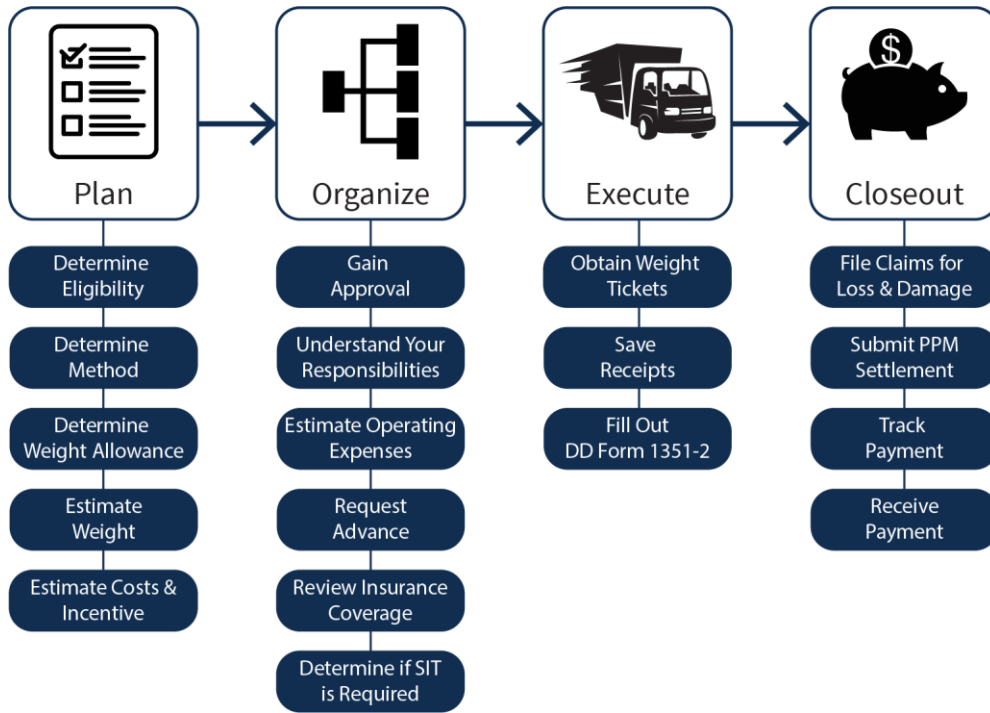 $
Plan
Determine
Eligibility
Determine
Method
Determine
Weight Allowance
Estimate
Weight
Estimate Costs &
Incentive
Organize
Gain
Approval
Understand Your
Responsibilities
Estimate Operating
Expenses
Request
Advance
Review Insurance
Coverage
Determine if SIT
is Required
Execute
Obtain Weight
Tickets
Save
Receipts
Fill Out
DD Form 1351-2
Closeout
File Claims for
Loss & Damage
Submit PPM
Settlement
Track
Payment
Receive
Payment